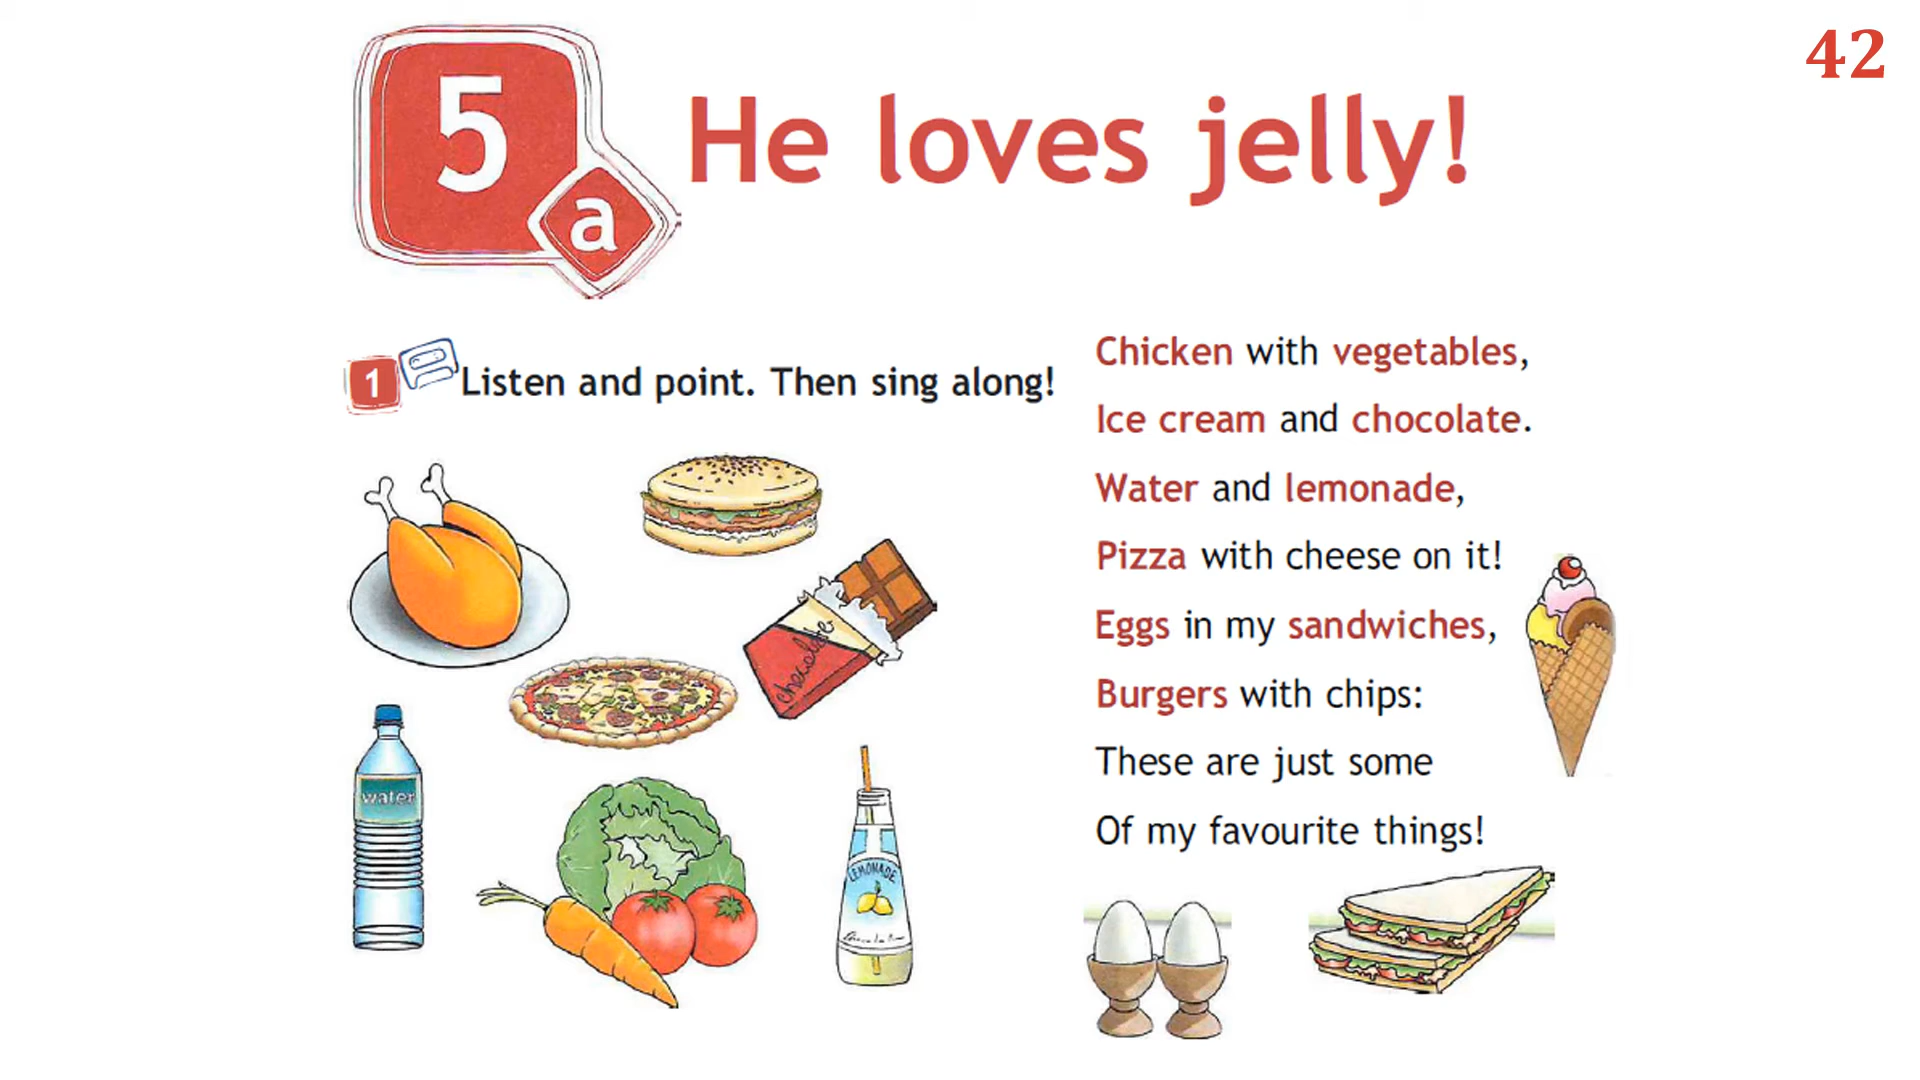 42
5
a
He loves jelly!
1
Listen and point. Then sing along!
Chicken with vegetables,
Ice cream and chocolate.
Water and lemonade,
Pizza with cheese on it!
Eggs in my sandwiches,
Burgers with chips:
These are just some
Of my favourite things!
chocolate
water
LEMONADE